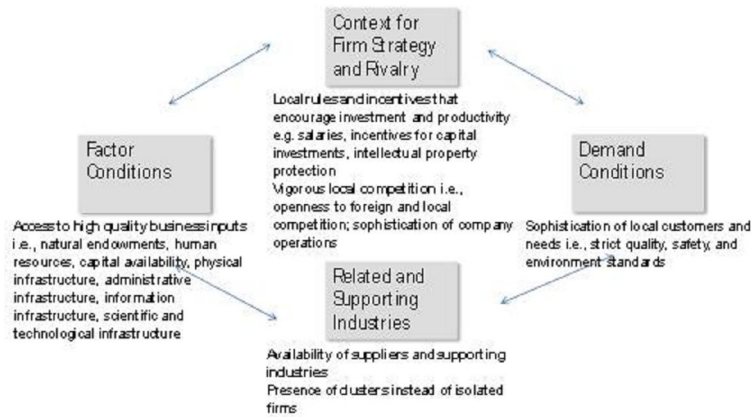 Context for
Firm Strategy
and Rivalry
Local rules and incentives that
encourage investment and productivity
e.g. salaries, incentives for capital
investments, intellectual property
protection
Vigorous local competition i.e.,
openness to foreign and local
competition; sophistication of company
operations
Factor
Conditions
Access to high quality business inputs
i.e., natural endowments, human
resources, capital availability, physical
infrastructure, administrative
infrastructure, information
infrastructure, scientific and
technological infrastructure
Demand
Conditions
Sophistication of local customers and
needs i.e., strict quality, safety, and
environment standards
Related and
Supporting
Industries
Availability of suppliers and supporting
industries
Presence of clusters instead of isolated
firms